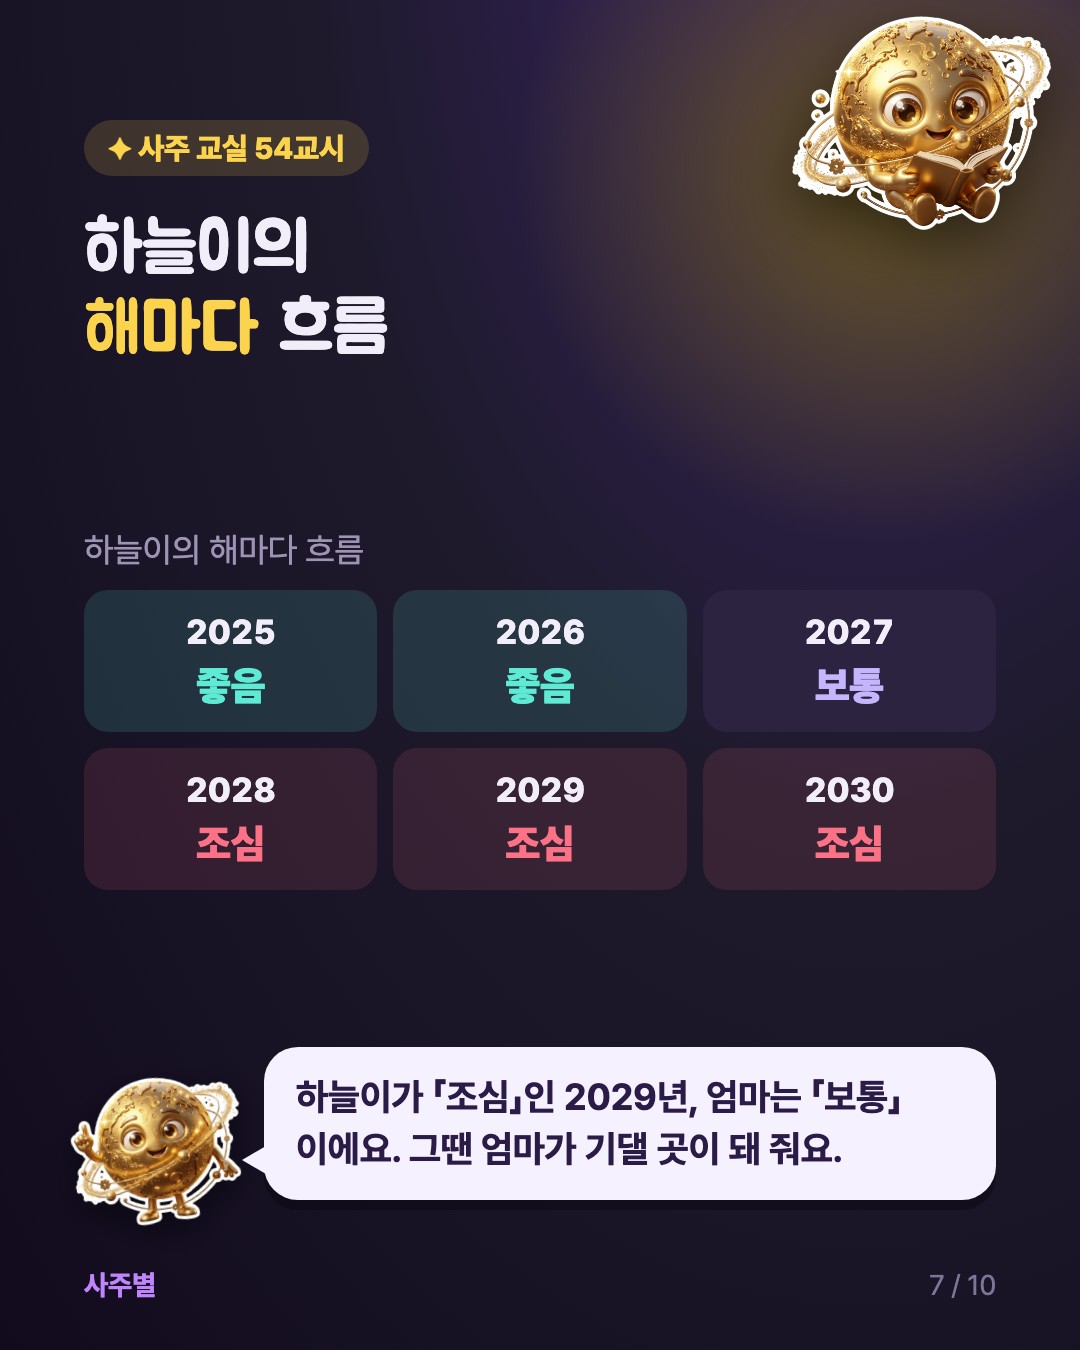 ✦ 사주 교실 54교시
하늘이의
해마다 흐름
하늘이의 해마다 흐름
2025
좋음
2026
좋음
2027
보통
2028
조심
2029
조심
2030
조심
하늘이가 「조심」인 2029년, 엄마는 「보통」
이에요. 그땐 엄마가 기댈 곳이 돼 줘요.
사주별
7 / 10